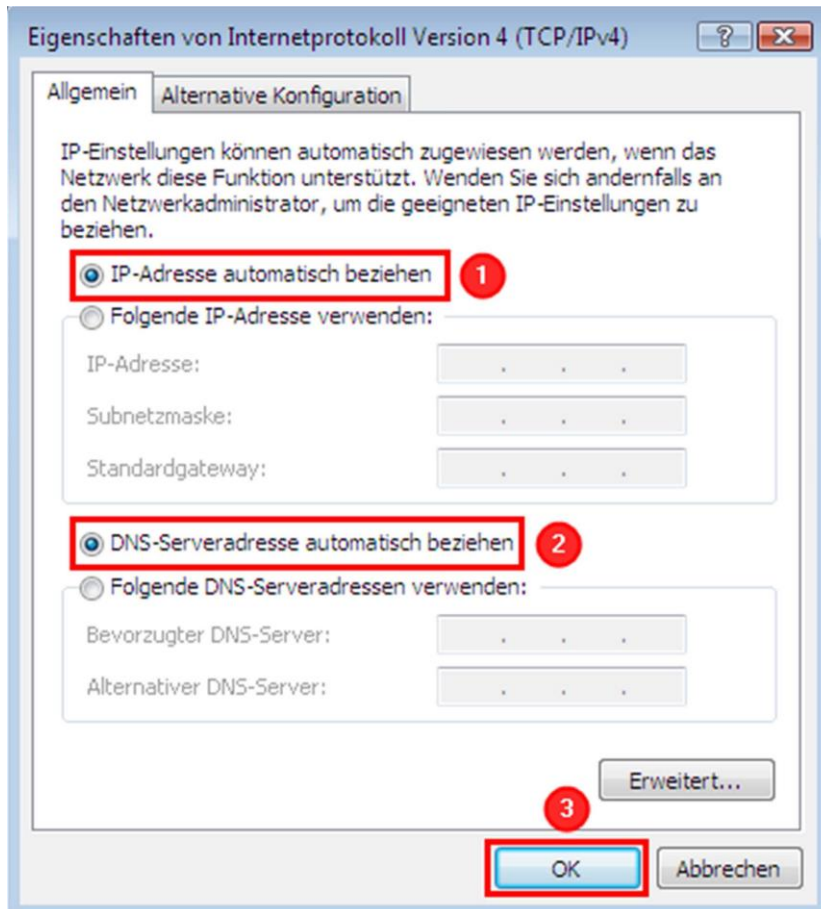 Eigenschaften von Internetprotokoll Version 4 (TCP/IPv4)
Allgemein
Alternative Konfiguration
IP-Einstellungen können automatisch zugewiesen werden, wenn das
Netzwerk diese Funktion unterstützt. Wenden Sie sich andernfalls an
den Netzwerkadministrator, um die geeigneten IP-Einstellungen zu
beziehen.
IP-Adresse automatisch beziehen 1
Folgende IP-Adresse verwenden:
IP-Adresse: . . .
Subnetzmaske: . . .
Standardgateway: . . .
DNS-Serveradresse automatisch beziehen 2
Folgende DNS-Serveradressen verwenden:
Bevorzugter DNS-Server: . . .
Alternativer DNS-Server: . . .
Erweitert...
3
OK
Abbrechen